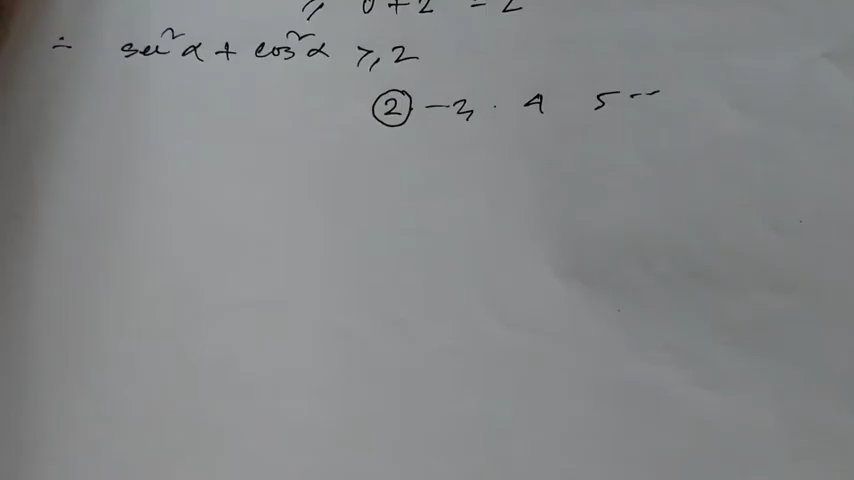 ⩾ 0 + 2 = 2
∴ sec²α + cos²α ⩾ 2
② - 3 . 4 5 --